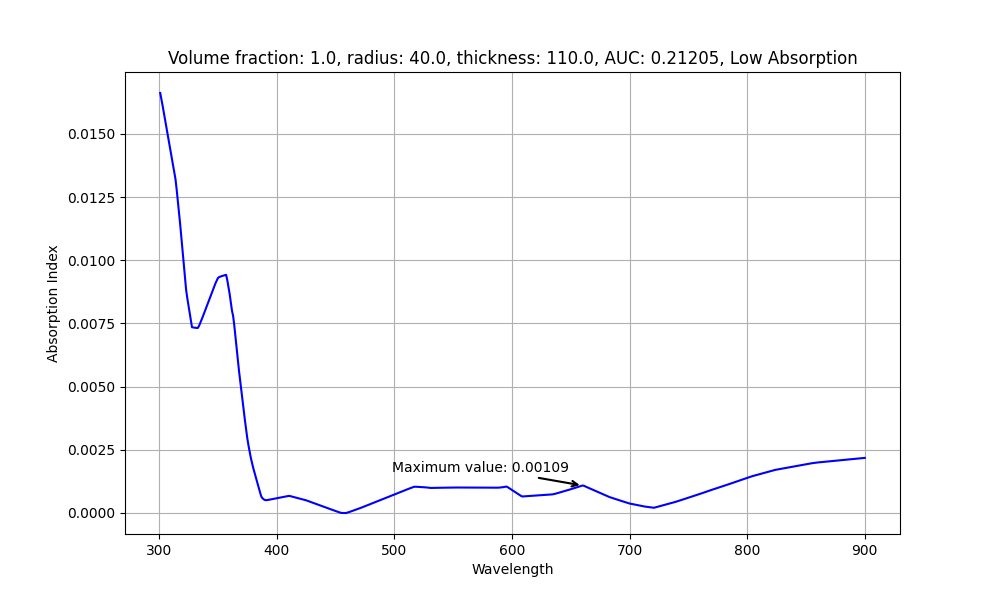 Volume fraction: 1.0, radius: 40.0, thickness: 110.0, AUC: 0.21205, Low Absorption
Absorption Index
0.0150
0.0125
0.0100
0.0075
0.0050
0.0025
0.0000
Maximum value: 0.00109
300 400 500 600 700 800 900
Wavelength